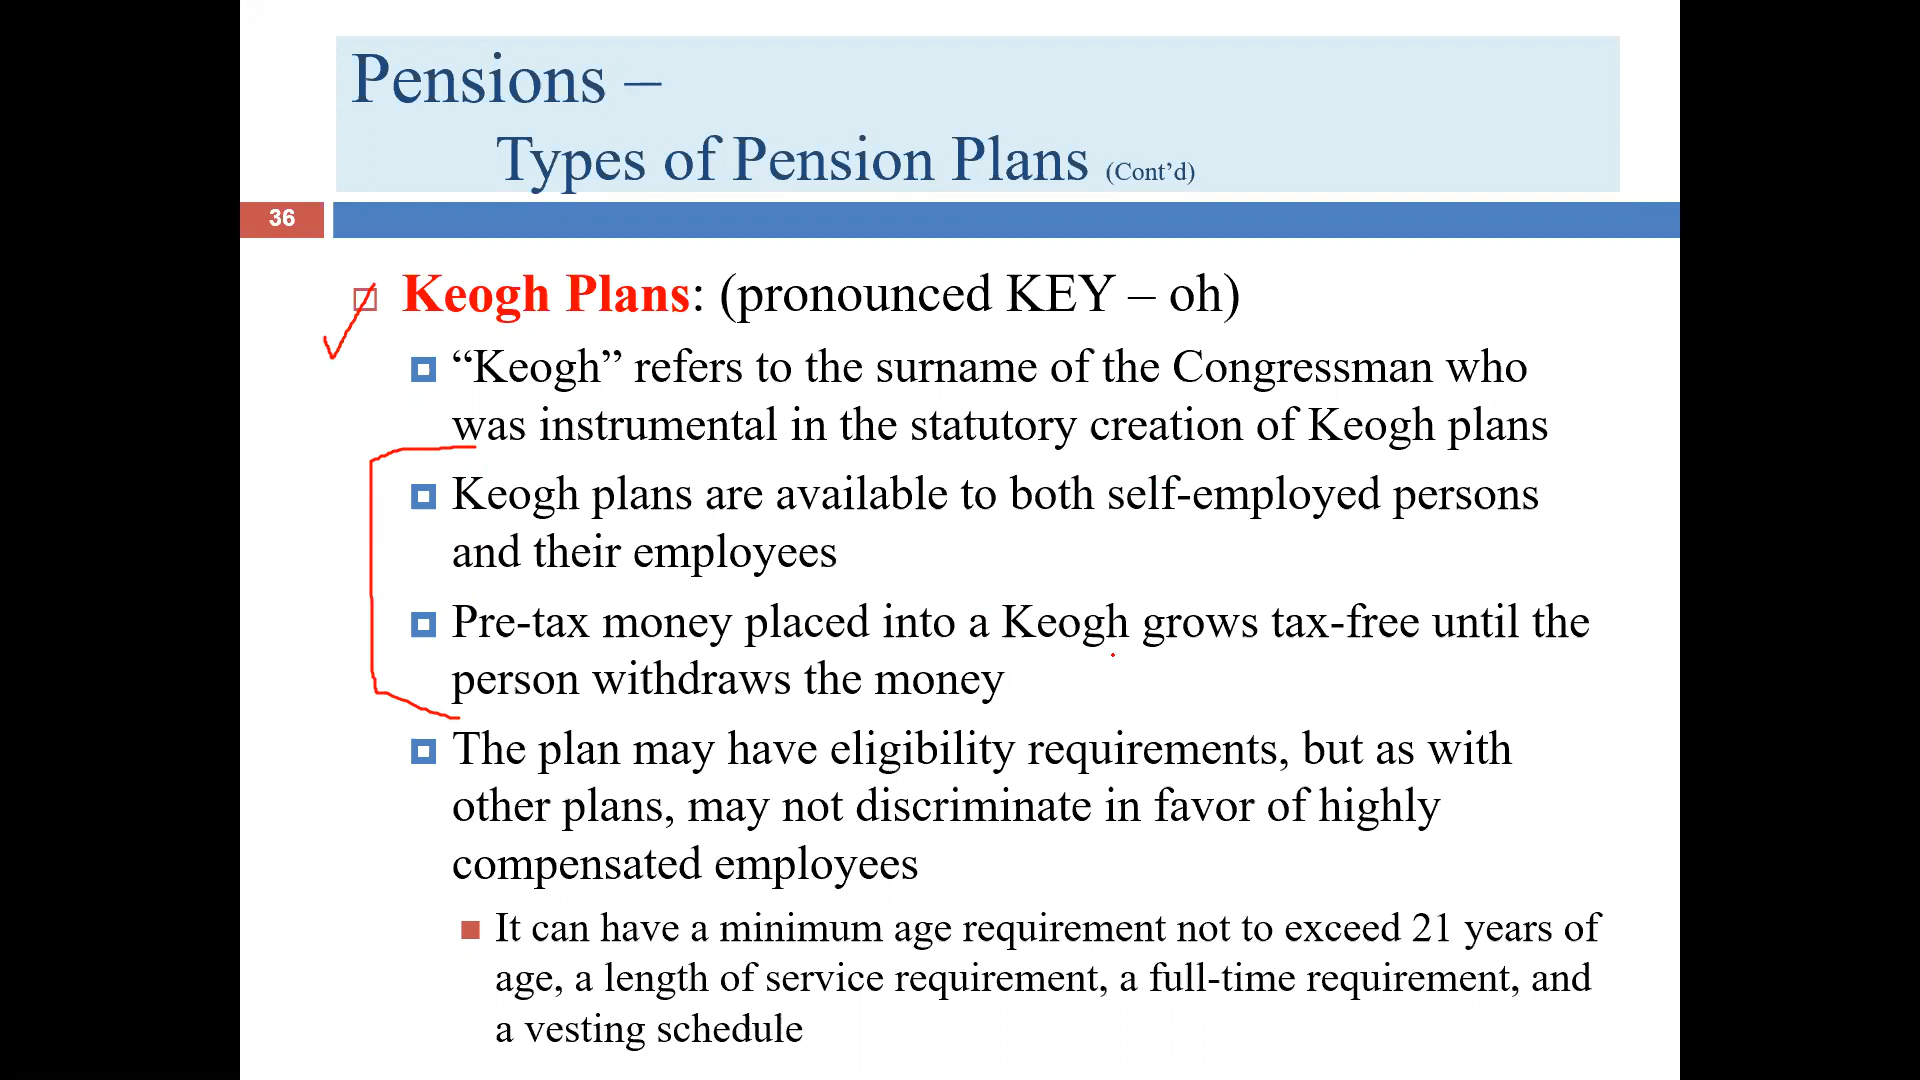 Pensions –
Types of Pension Plans (Cont’d)
36
Keogh Plans: (pronounced KEY – oh)
“Keogh” refers to the surname of the Congressman who
was instrumental in the statutory creation of Keogh plans
Keogh plans are available to both self-employed persons
and their employees
Pre-tax money placed into a Keogh grows tax-free until the
person withdraws the money
The plan may have eligibility requirements, but as with
other plans, may not discriminate in favor of highly
compensated employees
It can have a minimum age requirement not to exceed 21 years of
age, a length of service requirement, a full-time requirement, and
a vesting schedule